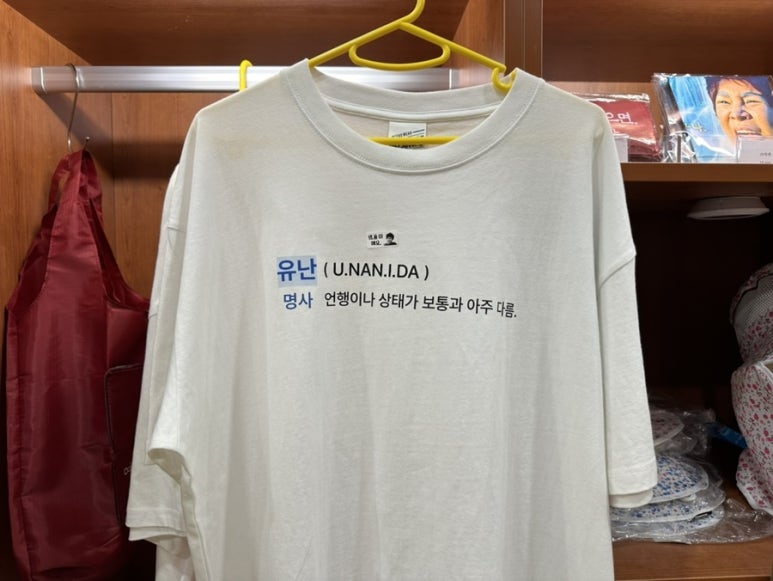 유난 ( U.NAN.I.DA )
명사 언행이나 상태가 보통과 아주 다름.